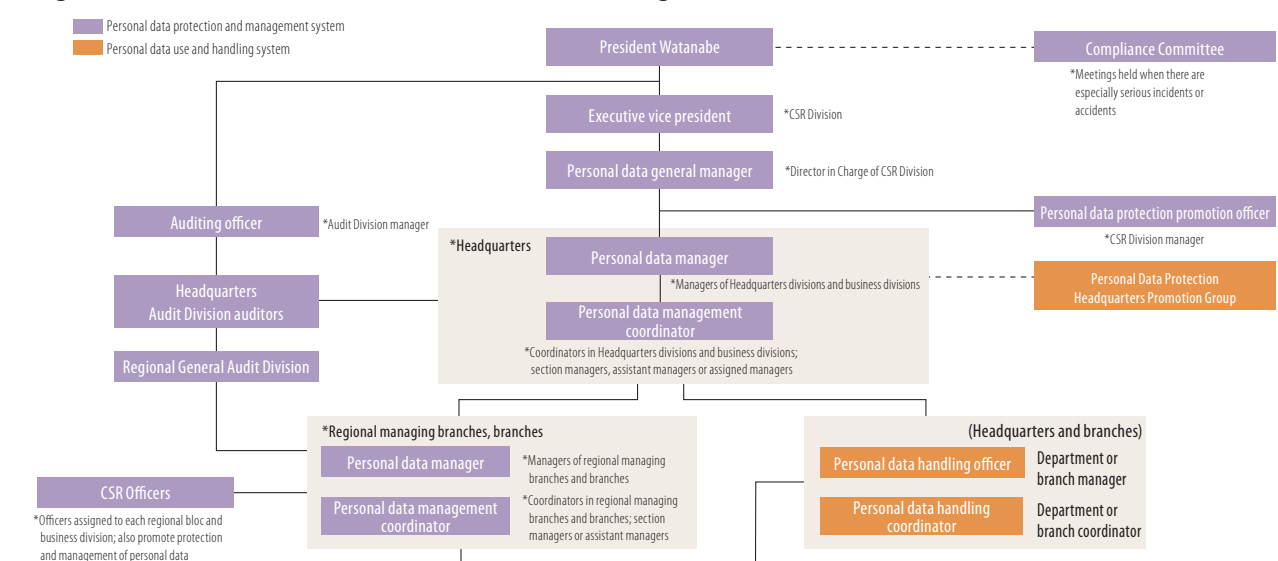 Personal data protection and management system
Personal data use and handling system
President Watanabe
Compliance Committee
*Meetings held when there are
especially serious incidents or
accidents
Executive vice president
*CSR Division
Personal data general manager
*Director in Charge of CSR Division
Auditing officer
*Audit Division manager
Personal data protection promotion officer
*CSR Division manager
*Headquarters
Personal data manager
*Managers of Headquarters divisions and business divisions
Personal Data Protection
Headquarters Promotion Group
Headquarters
Audit Division auditors
Personal data management
coordinator
*Coordinators in Headquarters divisions and business divisions;
section managers, assistant managers or assigned managers
Regional General Audit Division
*Regional managing branches, branches
Personal data manager
*Managers of regional managing
branches and branches
Personal data management
coordinator
*Coordinators in regional managing
branches and branches; section
managers or assistant managers
(Headquarters and branches)
Personal data handling officer
Department or
branch manager
Personal data handling
coordinator
Department or
branch coordinator
CSR Officers
*Officers assigned to each regional bloc and
business division; also promote protection
and management of personal data